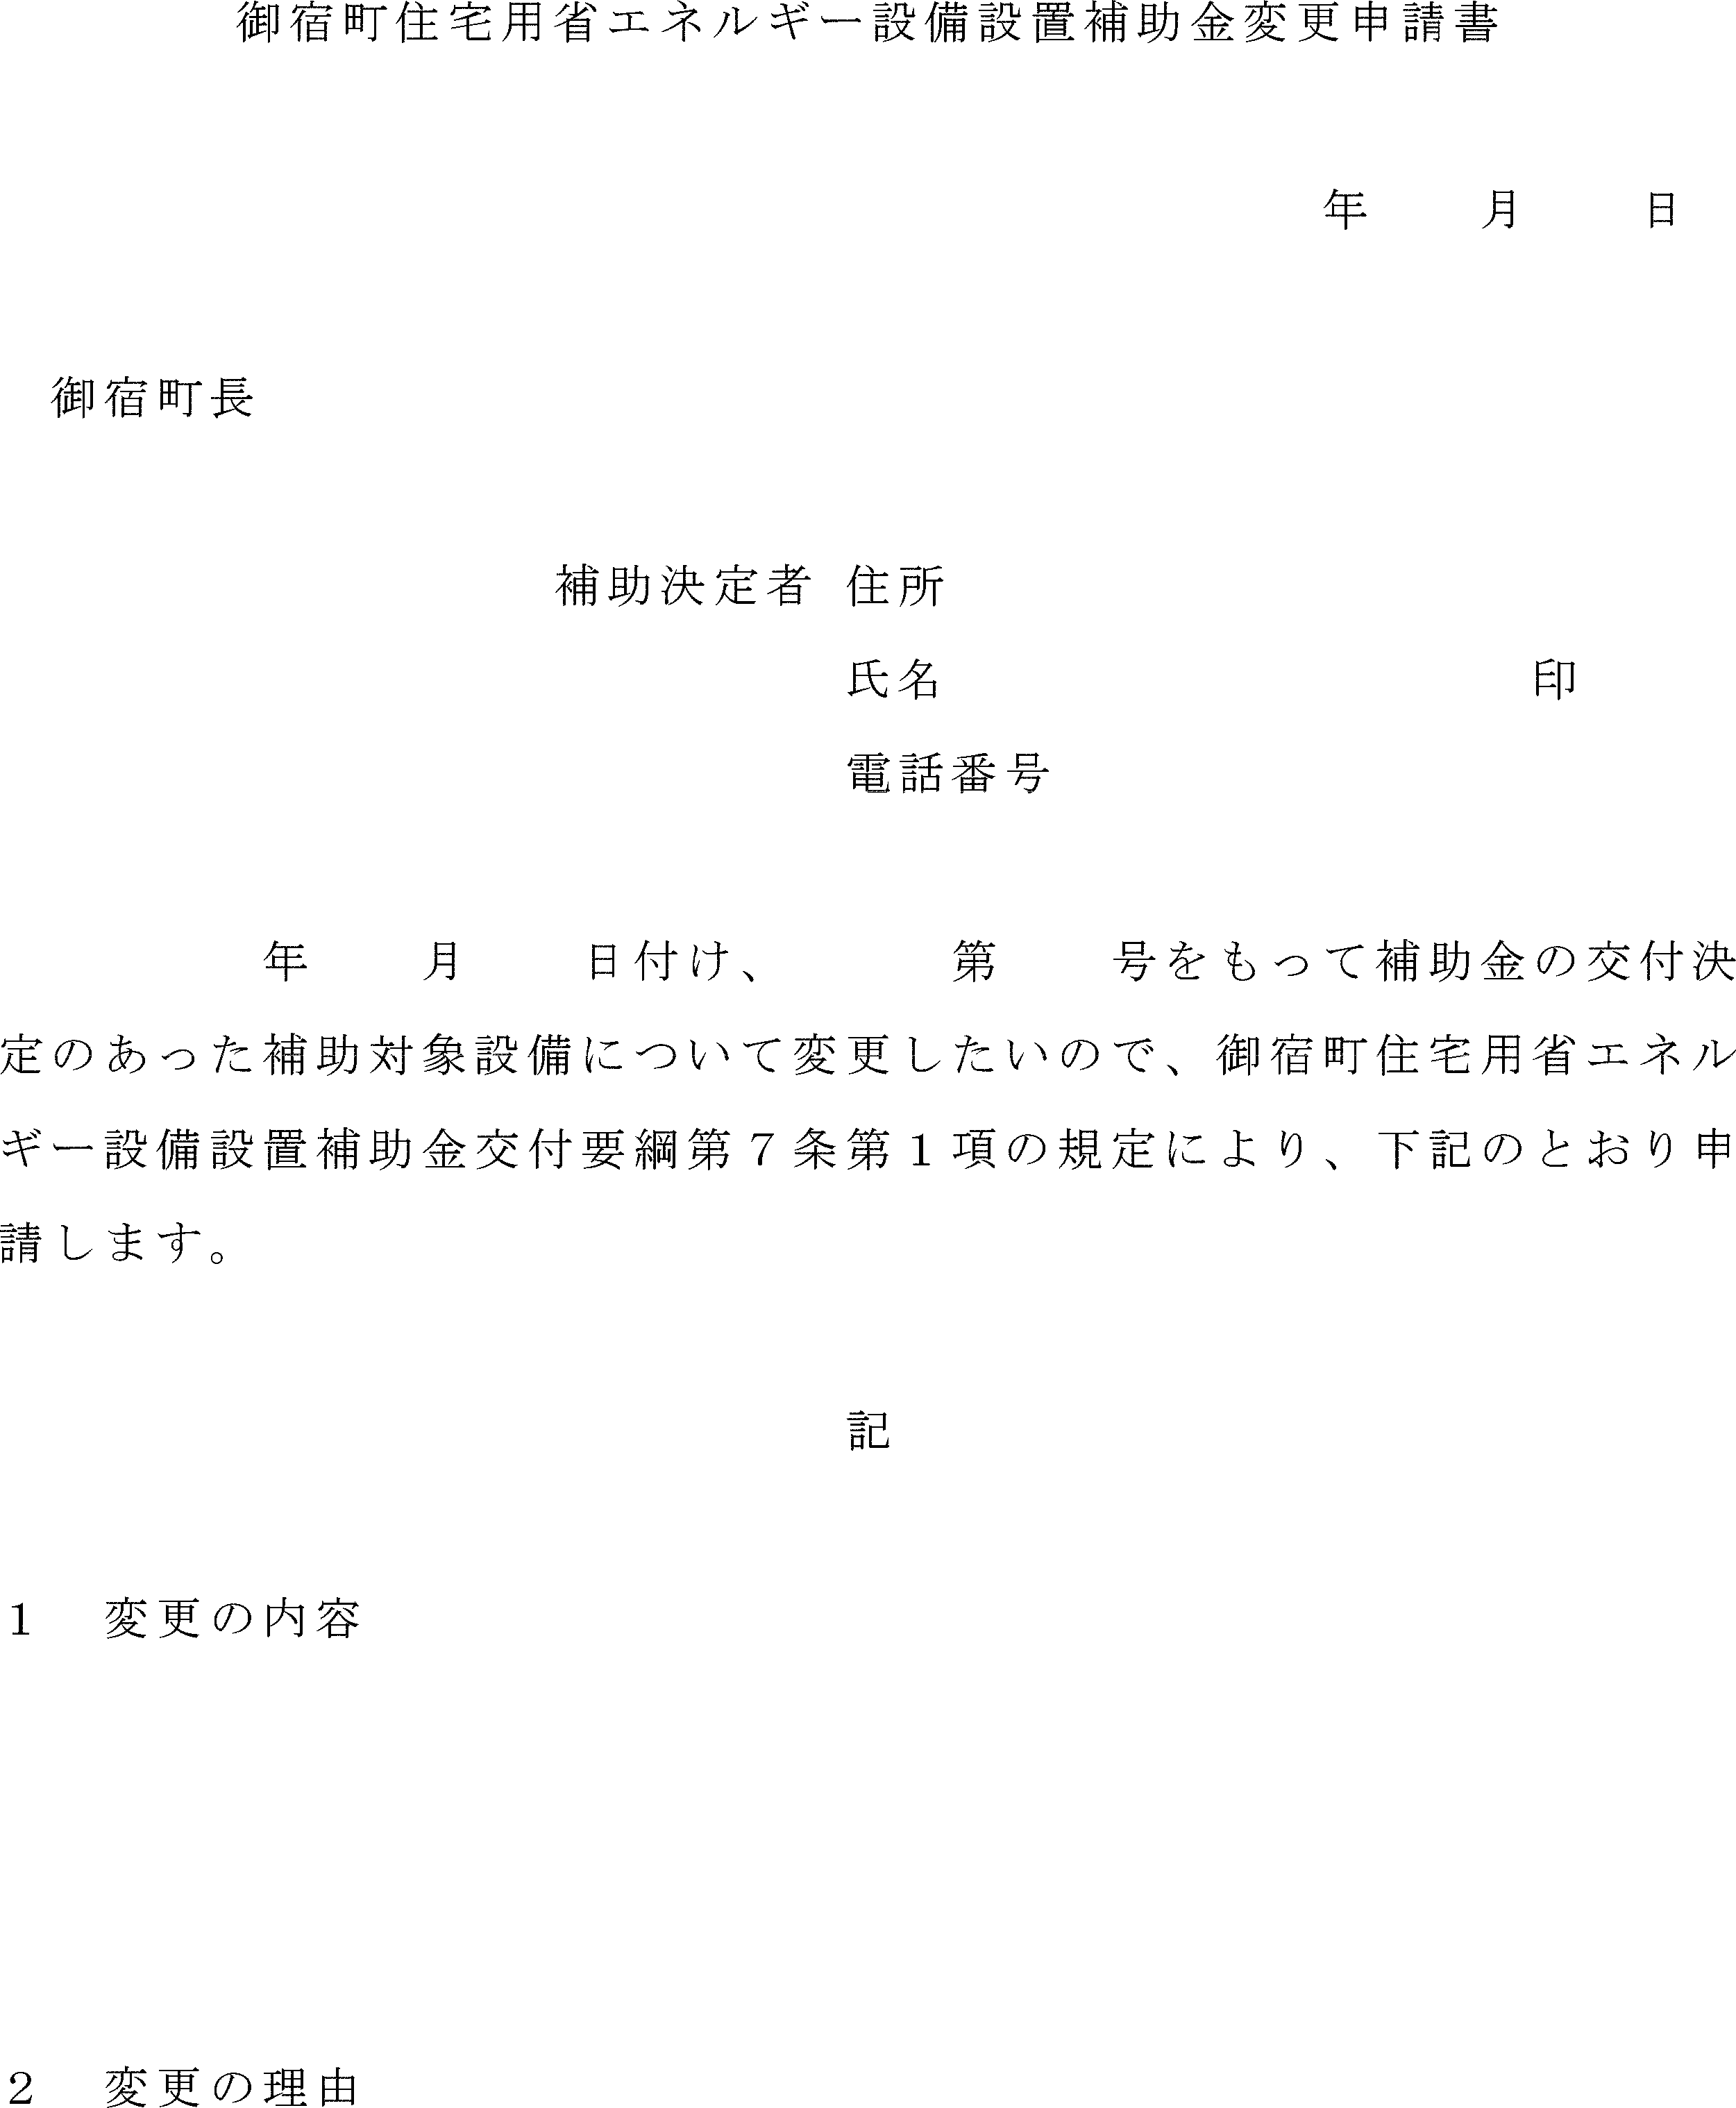 御宿町住宅用省エネルギー設備設置補助金変更申請書
年　　月　　日
御宿町長
補助決定者 住所
氏名　　　　　　　　　　　印
電話番号
年　　月　　日付け、　　　第　　号をもって補助金の交付決
定のあった補助対象設備について変更したいので、御宿町住宅用省エネル
ギー設備設置補助金交付要綱第７条第１項の規定により、下記のとおり申
請します。
記
１　変更の内容
２　変更の理由